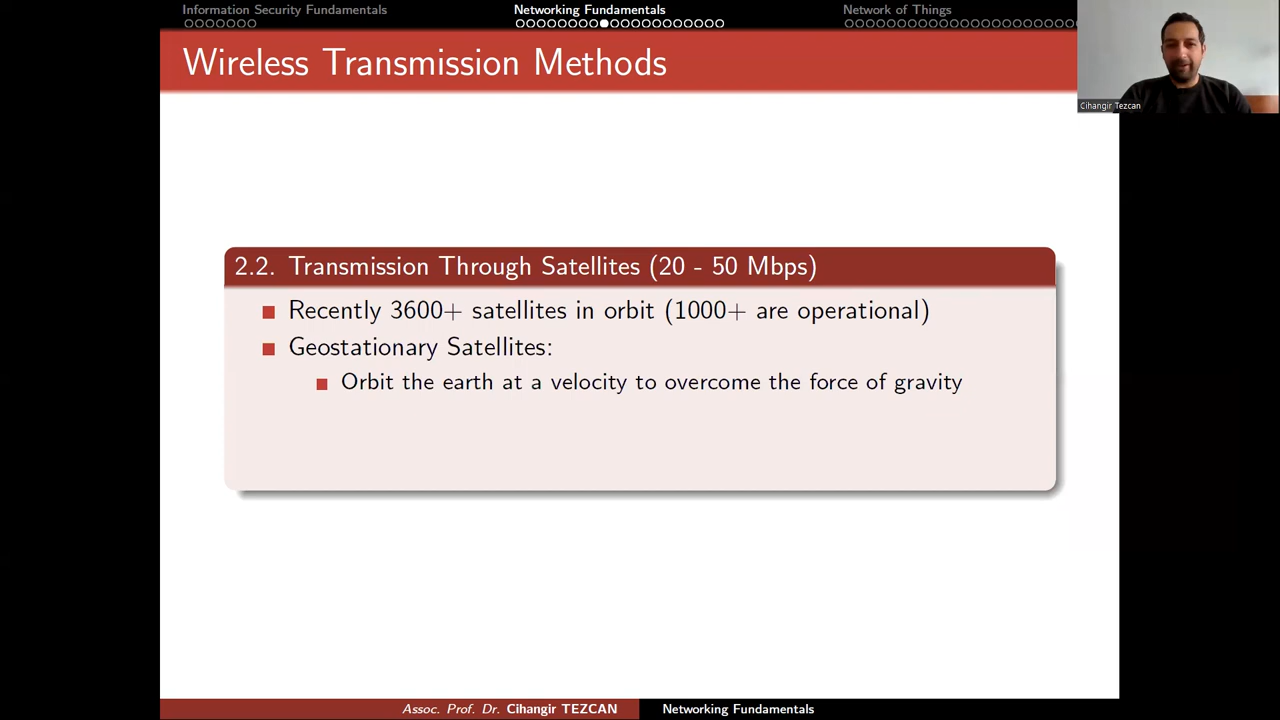 Information Security Fundamentals
Networking Fundamentals
Network of Things
Wireless Transmission Methods
Cihangir Tezcan
2.2. Transmission Through Satellites (20 - 50 Mbps)
Recently 3600+ satellites in orbit (1000+ are operational)
Geostationary Satellites:
Orbit the earth at a velocity to overcome the force of gravity
Assoc. Prof. Dr. Cihangir TEZCAN
Networking Fundamentals